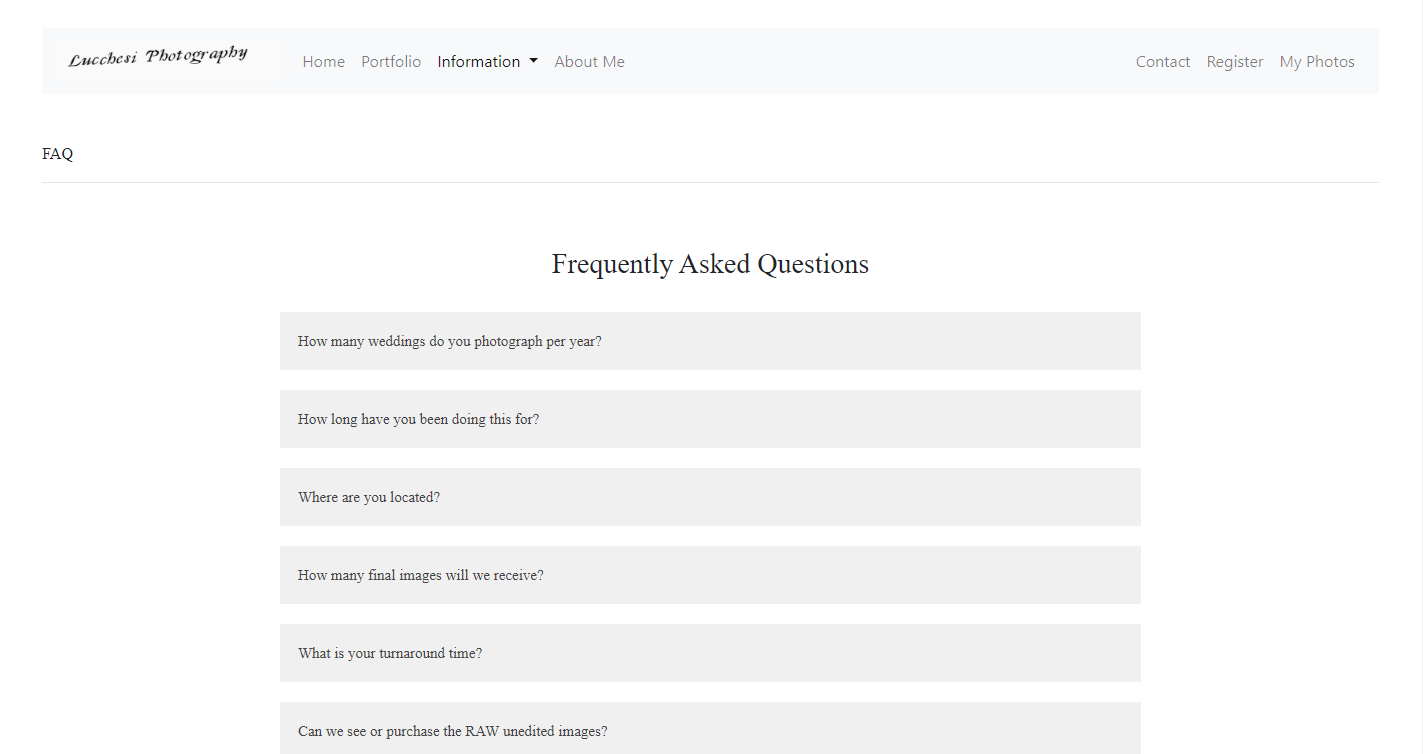 Lucchesi Photography Home Portfolio Information About Me Contact Register My Photos
FAQ
Frequently Asked Questions
How many weddings do you photograph per year?
How long have you been doing this for?
Where are you located?
How many final images will we receive?
What is your turnaround time?
Can we see or purchase the RAW unedited images?